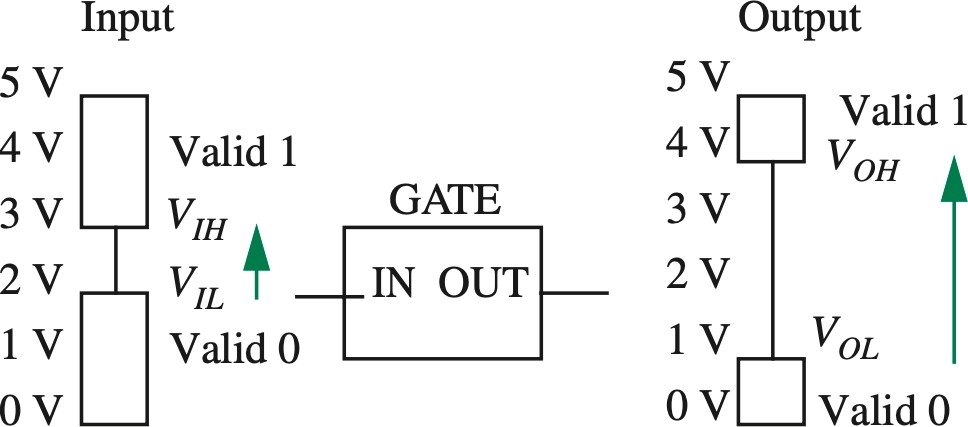 Input
5 V
4 V
3 V
2 V
1 V
0 V
Valid 1
V_IH
V_IL
Valid 0
GATE
IN OUT
Output
5 V
4 V
3 V
2 V
1 V
0 V
Valid 1
V_OH
V_OL
Valid 0